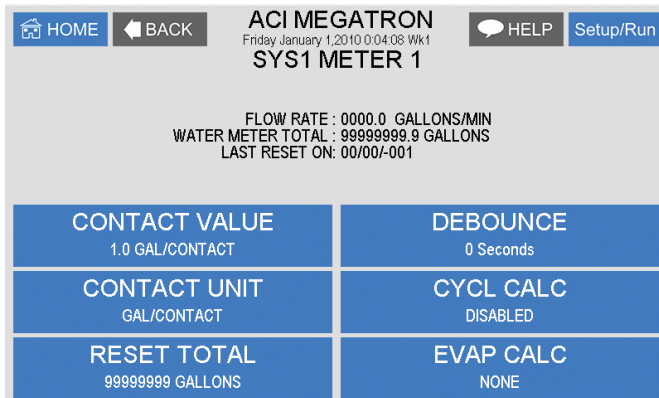 HOME
BACK
ACI MEGATRON
HELP
Setup/Run
Friday January 1,2010 0:04:08 Wk1
SYS1 METER 1
FLOW RATE : 0000.0 GALLONS/MIN
WATER METER TOTAL : 99999999.9 GALLONS
LAST RESET ON: 00/00/-001
CONTACT VALUE
1.0 GAL/CONTACT
DEBOUNCE
0 Seconds
CONTACT UNIT
GAL/CONTACT
CYCL CALC
DISABLED
RESET TOTAL
99999999 GALLONS
EVAP CALC
NONE